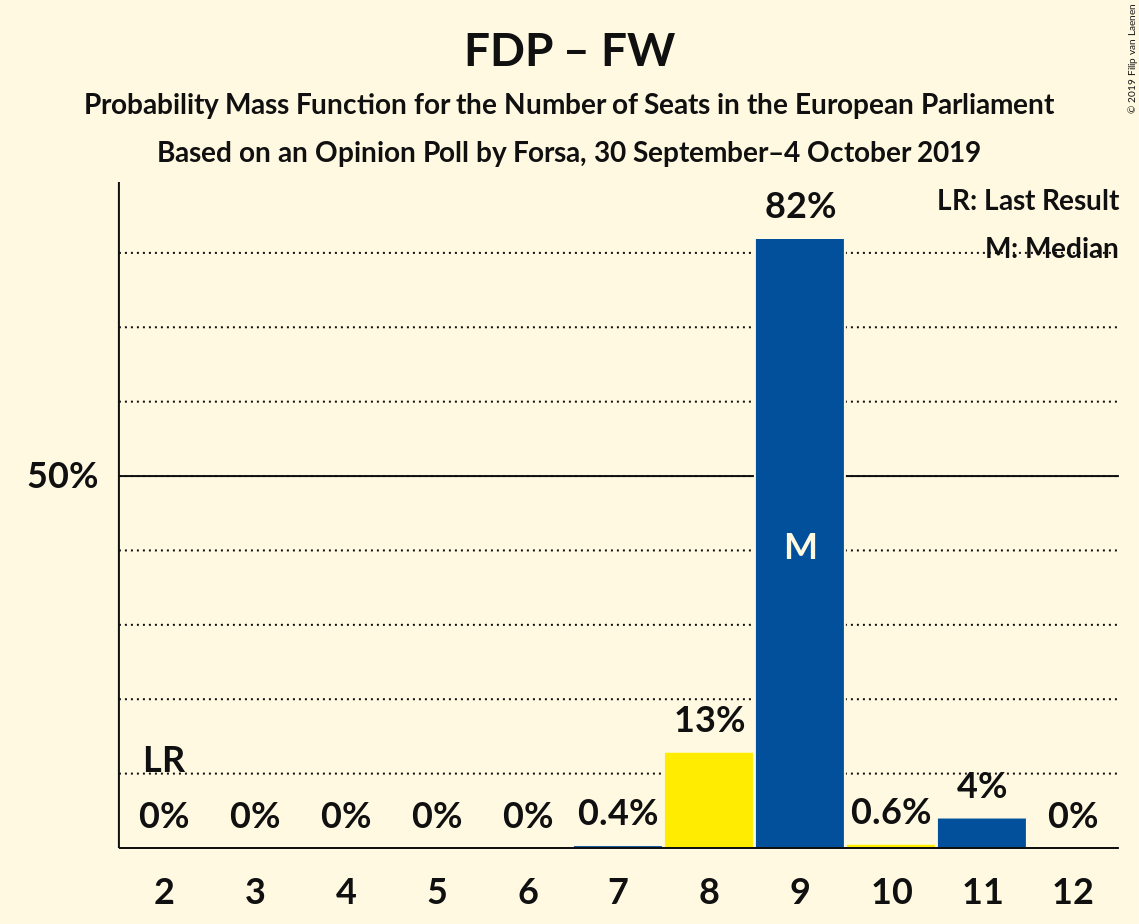 FDP – FW
Probability Mass Function for the Number of Seats in the European Parliament
Based on an Opinion Poll by Forsa, 30 September–4 October 2019
© 2019 Filip van Laenen
LR: Last Result
M: Median
82%
50%
M
13%
LR
4%
0% 0% 0% 0% 0% 0.4% 0.6% 0%
2 3 4 5 6 7 8 9 10 11 12